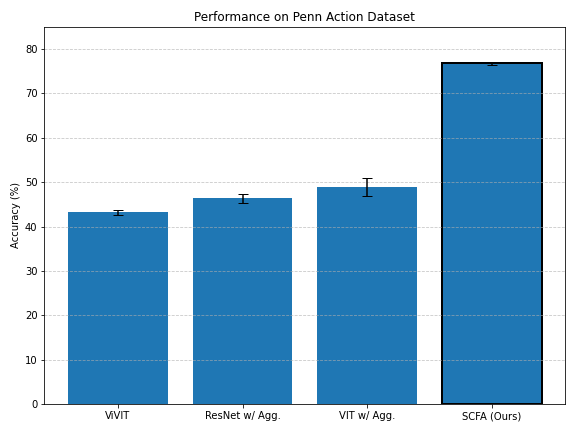 Performance on Penn Action Dataset
Accuracy (%)
80
70
60
50
40
30
20
10
0
ViVIT
ResNet w/ Agg.
VIT w/ Agg.
SCFA (Ours)